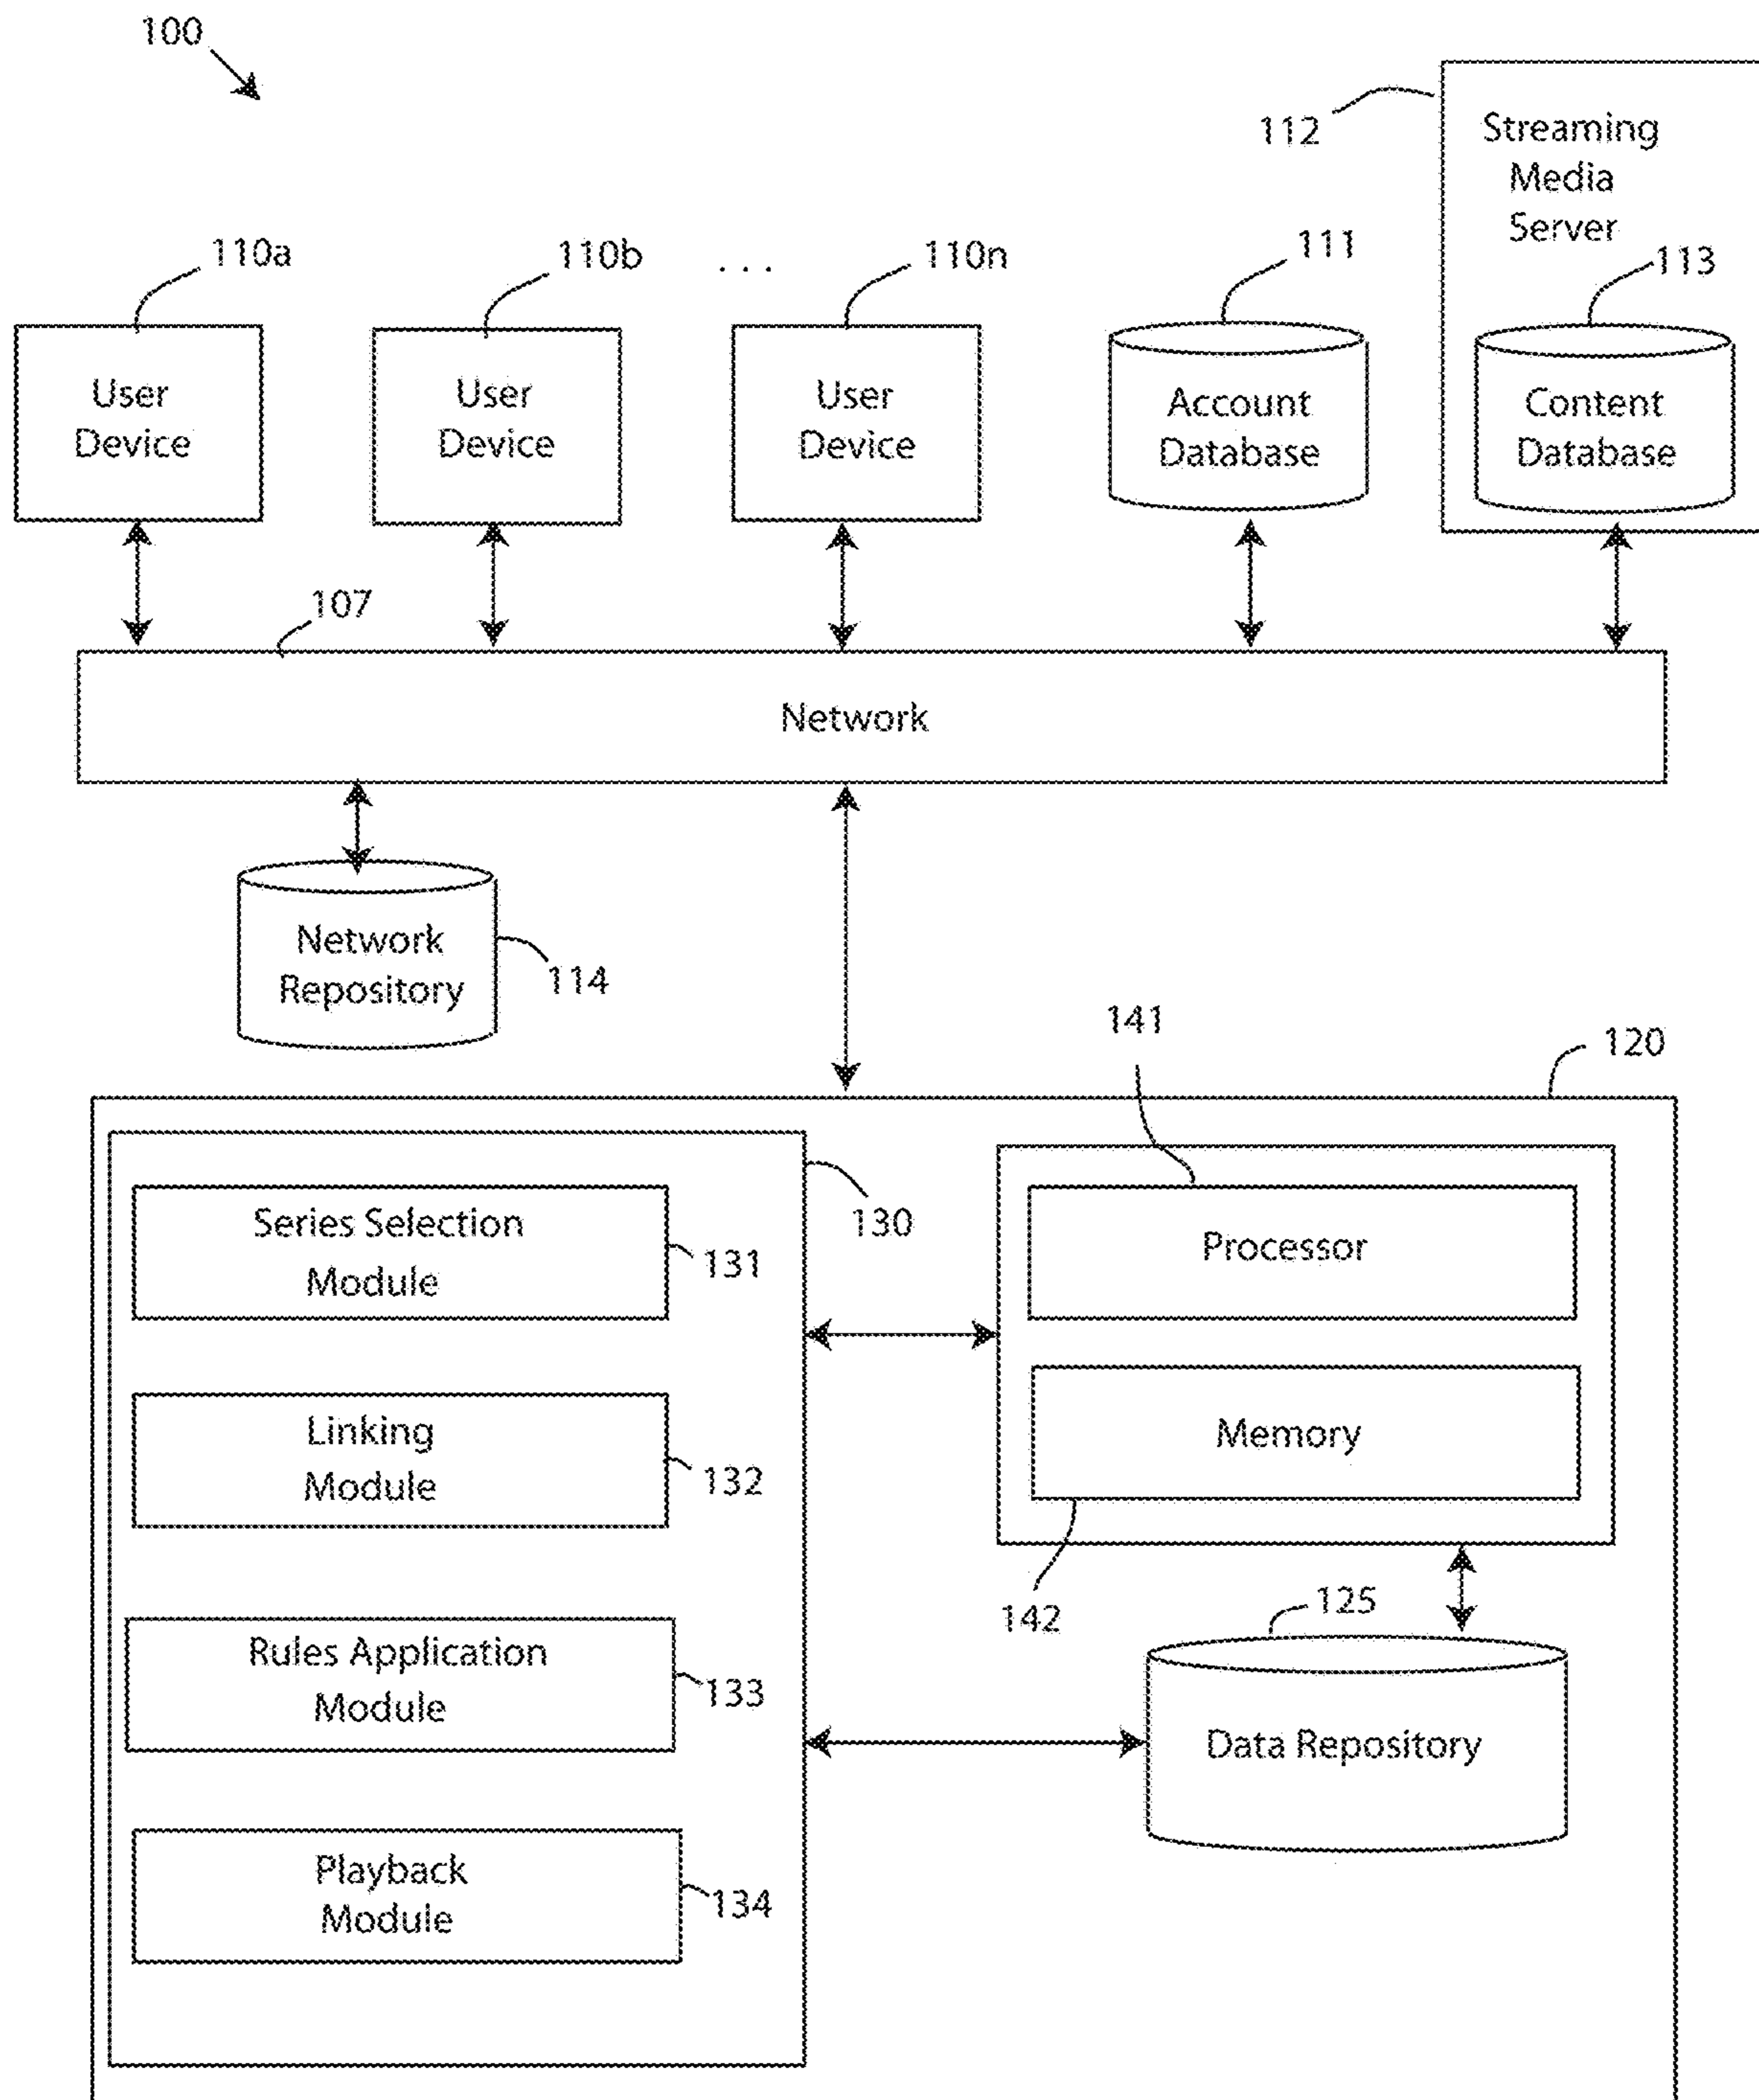 100
112
Streaming
Media
Server
110a
110b
. . .
110n
111
113
User
Device
User
Device
User
Device
Account
Database
Content
Database
107
Network
Network
Repository
114
141
120
130
Series Selection
Module
131
Processor
Linking
Module
132
Memory
142
125
Rules Application
Module
133
Data Repository
Playback
Module
134